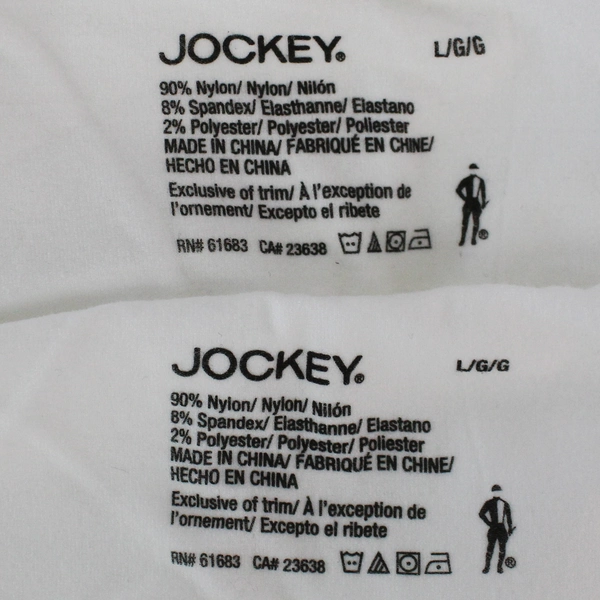 JOCKEY® L/G/G
90% Nylon/ Nylon/ Nilón
8% Spandex/ Elasthanne/ Elastano
2% Polyester/ Polyester/ Poliester
MADE IN CHINA/ FABRIQUÉ EN CHINE/
HECHO EN CHINA
Exclusive of trim/ À l'exception de
l'ornement/ Excepto el ribete
RN# 61683 CA# 23638
®
JOCKEY® L/G/G
90% Nylon/ Nylon/ Nilón
8% Spandex/ Elasthanne/ Elastano
2% Polyester/ Polyester/ Poliester
MADE IN CHINA/ FABRIQUÉ EN CHINE/
HECHO EN CHINA
Exclusive of trim/ À l'exception de
l'ornement/ Excepto el ribete
RN# 61683 CA# 23638
®